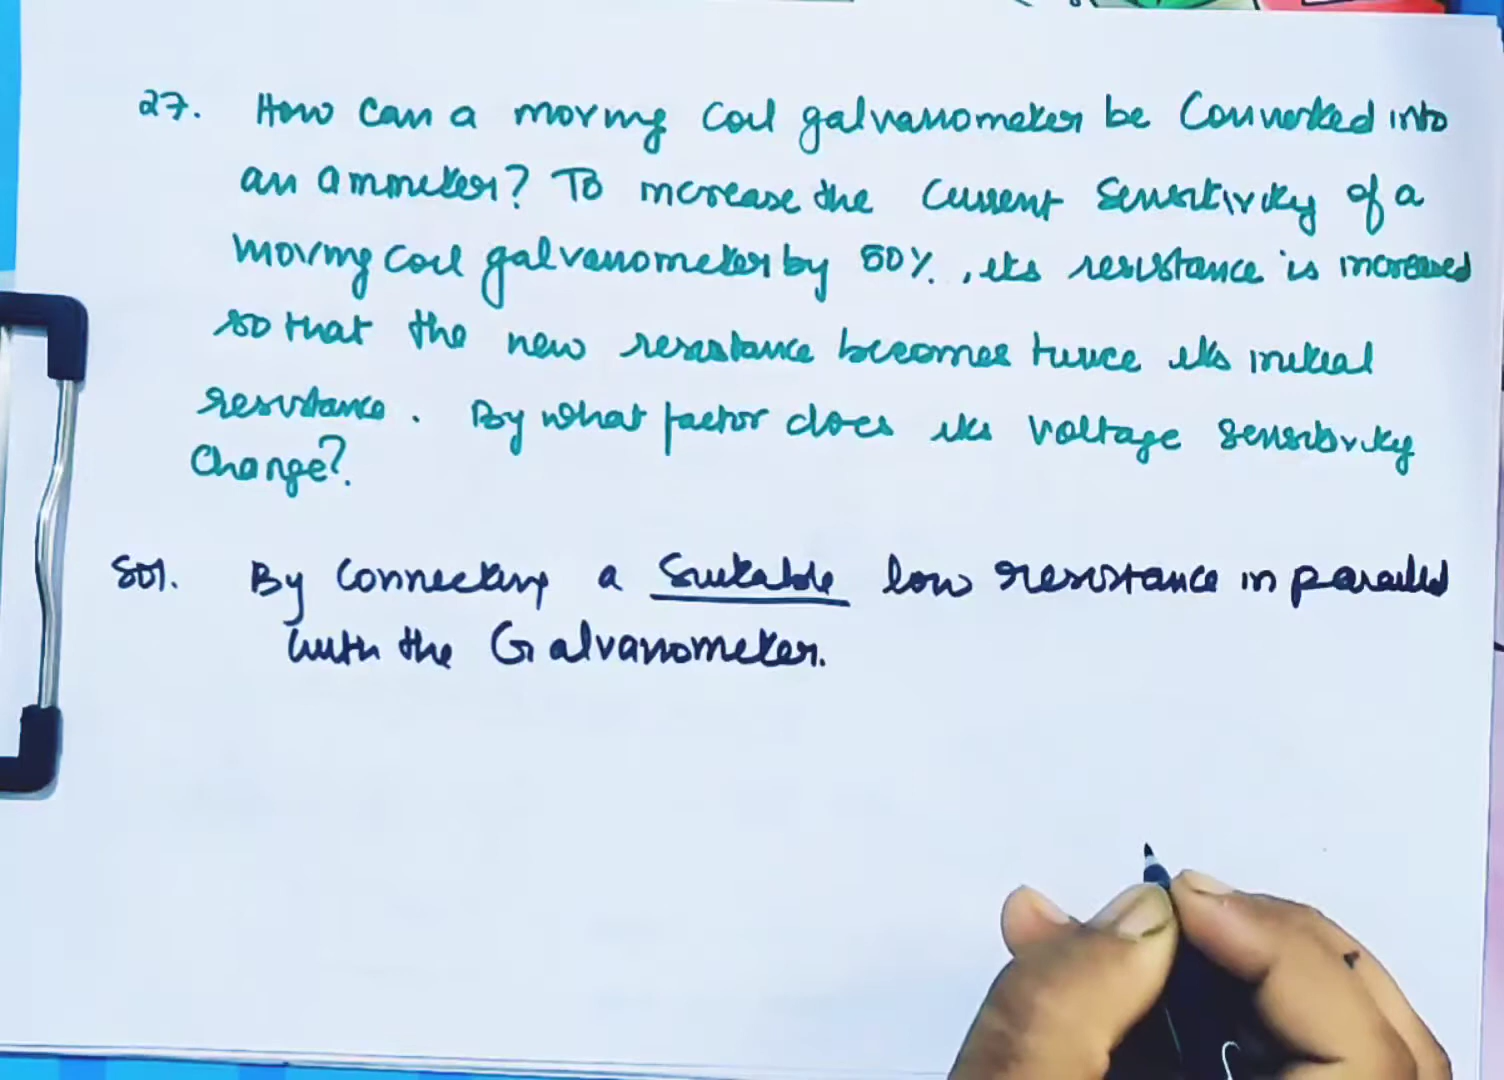 27. How can a moving coil galvanometer be Converted into
an ammeter? To increase the Current Sensitivity of a
moving coil galvanometer by 50%, its resistance is increased
so that the new resistance becomes twice its initial
resistance. By what factor does its voltage sensitivity
Change?
Sol. By Connecting a Suitable low resistance in parallel
with the Galvanometer.